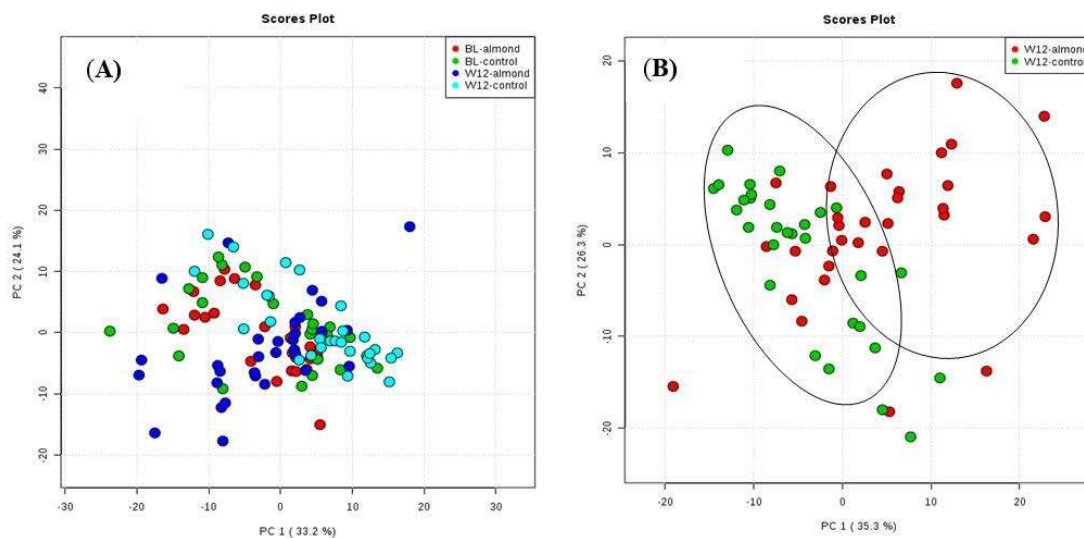 Scores Plot
(A)
BL-almond
BL-control
W12-almond
W12-control
PC 2 ( 24.1 %)
40
30
20
10
0
-10
-20
-30
-20
-10
0
10
20
30
PC 1 ( 33.2 %)
Scores Plot
(B)
W12-almond
W12-control
PC 2 ( 26.3 %)
20
10
0
-10
-20
-20
-10
0
10
20
PC 1 ( 35.3 %)